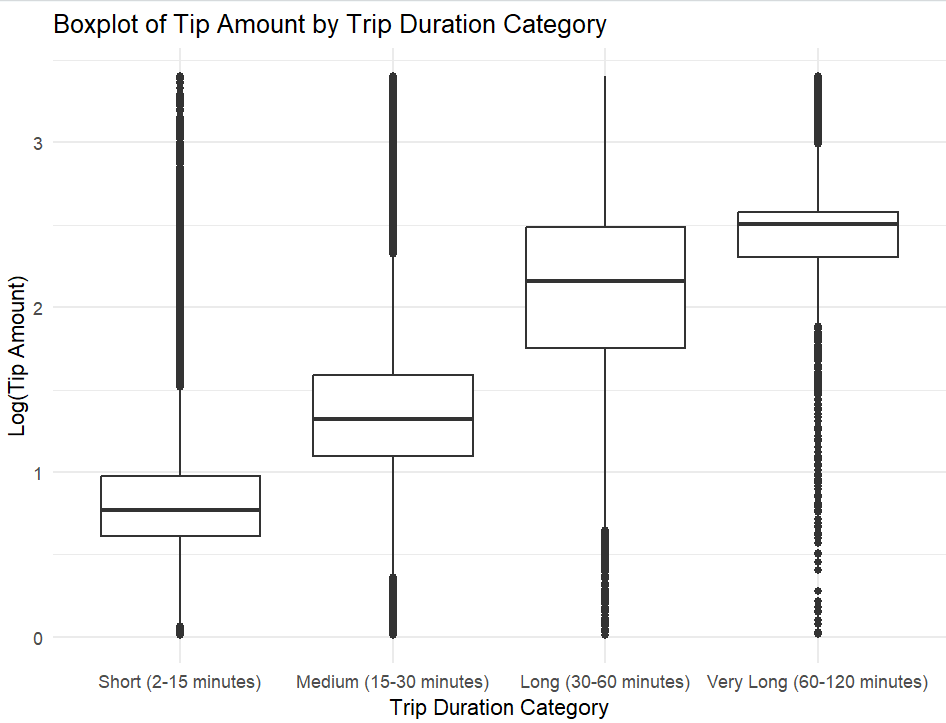 Boxplot of Tip Amount by Trip Duration Category
Log(Tip Amount)
3
2
1
0
Short (2-15 minutes) Medium (15-30 minutes) Long (30-60 minutes) Very Long (60-120 minutes)
Trip Duration Category